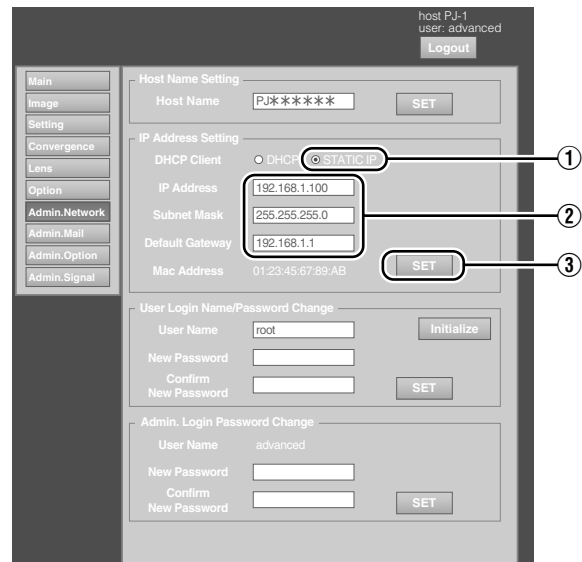 host PJ-1
user: advanced
Logout
Main
Image
Setting
Convergence
Lens
Option
Admin.Network
Admin.Mail
Admin.Option
Admin.Signal
Host Name Setting
Host Name PJ＊＊＊＊＊＊ SET
IP Address Setting
DHCP Client DHCP STATIC IP ①
IP Address 192.168.1.100
Subnet Mask 255.255.255.0 ②
Default Gateway 192.168.1.1
Mac Address 01:23:45:67:89:AB SET ③
User Login Name/Password Change
User Name root Initialize
New Password
Confirm
New Password SET
Admin. Login Password Change
User Name advanced
New Password
Confirm
New Password SET